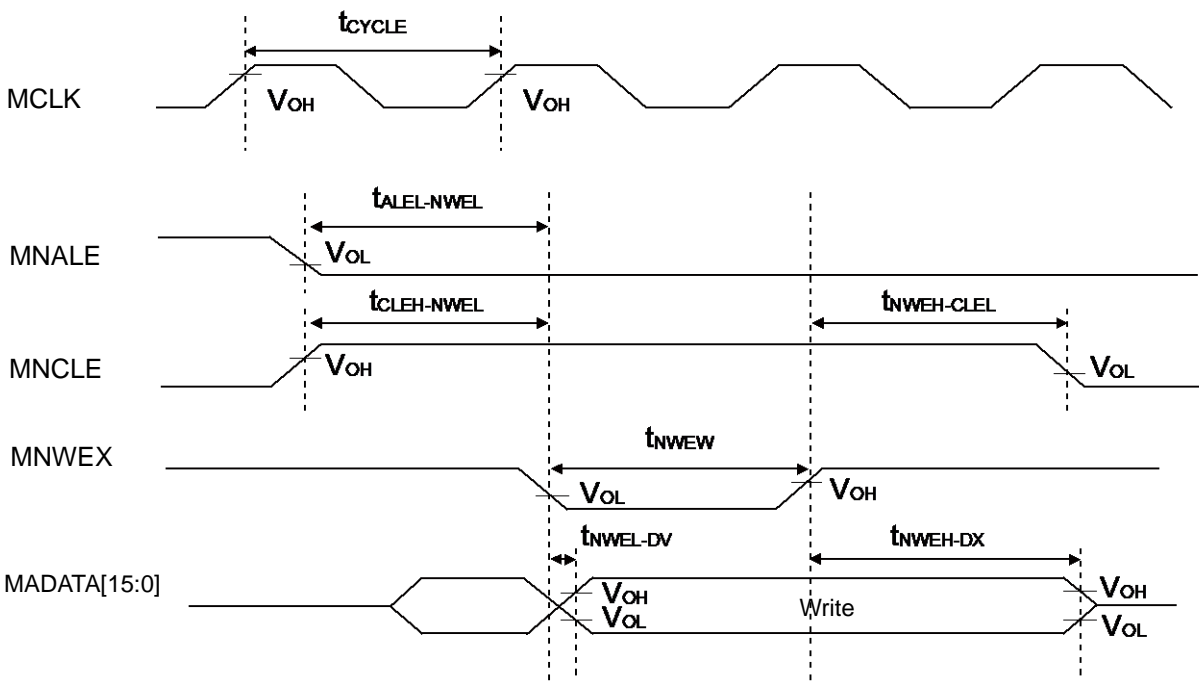 tCYCLE
MCLK
VOH
VOH
tALEL-NWEL
MNALE
VOL
tCLEH-NWEL
tNWEH-CLEL
MNCLE
VOH
VOL
MNWEX
tNWEW
VOL
VOH
tNWEL-DV
tNWEH-DX
MADATA[15:0]
VOH
VOL
Write
VOH
VOL